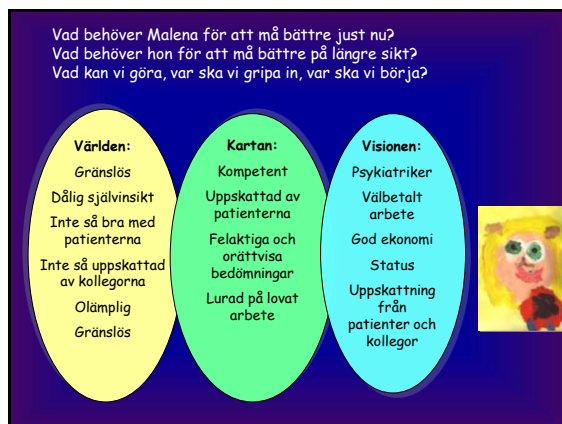 Vad behöver Malena för att må bättre just nu?
Vad behöver hon för att må bättre på längre sikt?
Vad kan vi göra, var ska vi gripa in, var ska vi börja?
Världen:
Gränslös
Dålig självinsikt
Inte så bra med
patienterna
Inte så uppskattad
av kollegorna
Olämplig
Gränslös
Kartan:
Kompetent
Uppskattad av
patienterna
Felaktiga och
orättvisa
bedömningar
Lurad på lovat
arbete
Visionen:
Psykiatriker
Välbetalt
arbete
God ekonomi
Status
Uppskattning
från
patienter och
kollegor